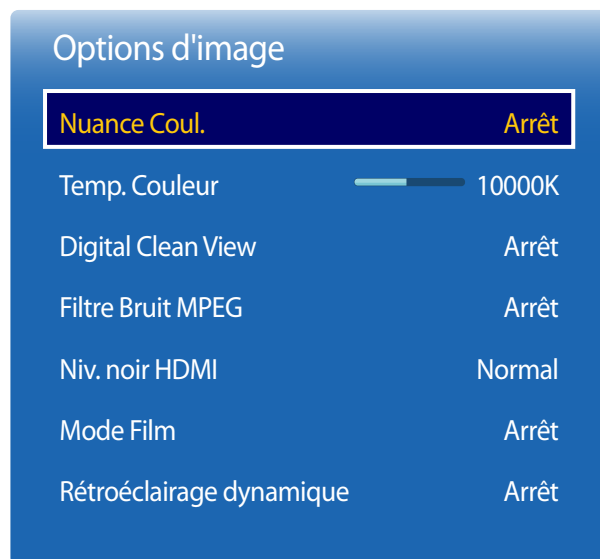 Options d'image
Nuance Coul. Arrêt
Temp. Couleur 10000K
Digital Clean View Arrêt
Filtre Bruit MPEG Arrêt
Niv. noir HDMI Normal
Mode Film Arrêt
Rétroéclairage dynamique Arrêt